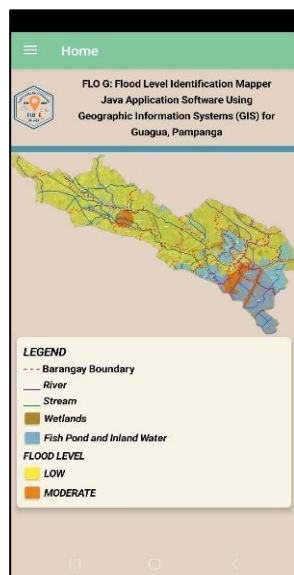 Home
FLO G: Flood Level Identification Mapper
Java Application Software Using
Geographic Information Systems (GIS) for
Guagua, Pampanga
LEGEND
Barangay Boundary
River
Stream
Wetlands
Fish Pond and Inland Water
FLOOD LEVEL
LOW
MODERATE